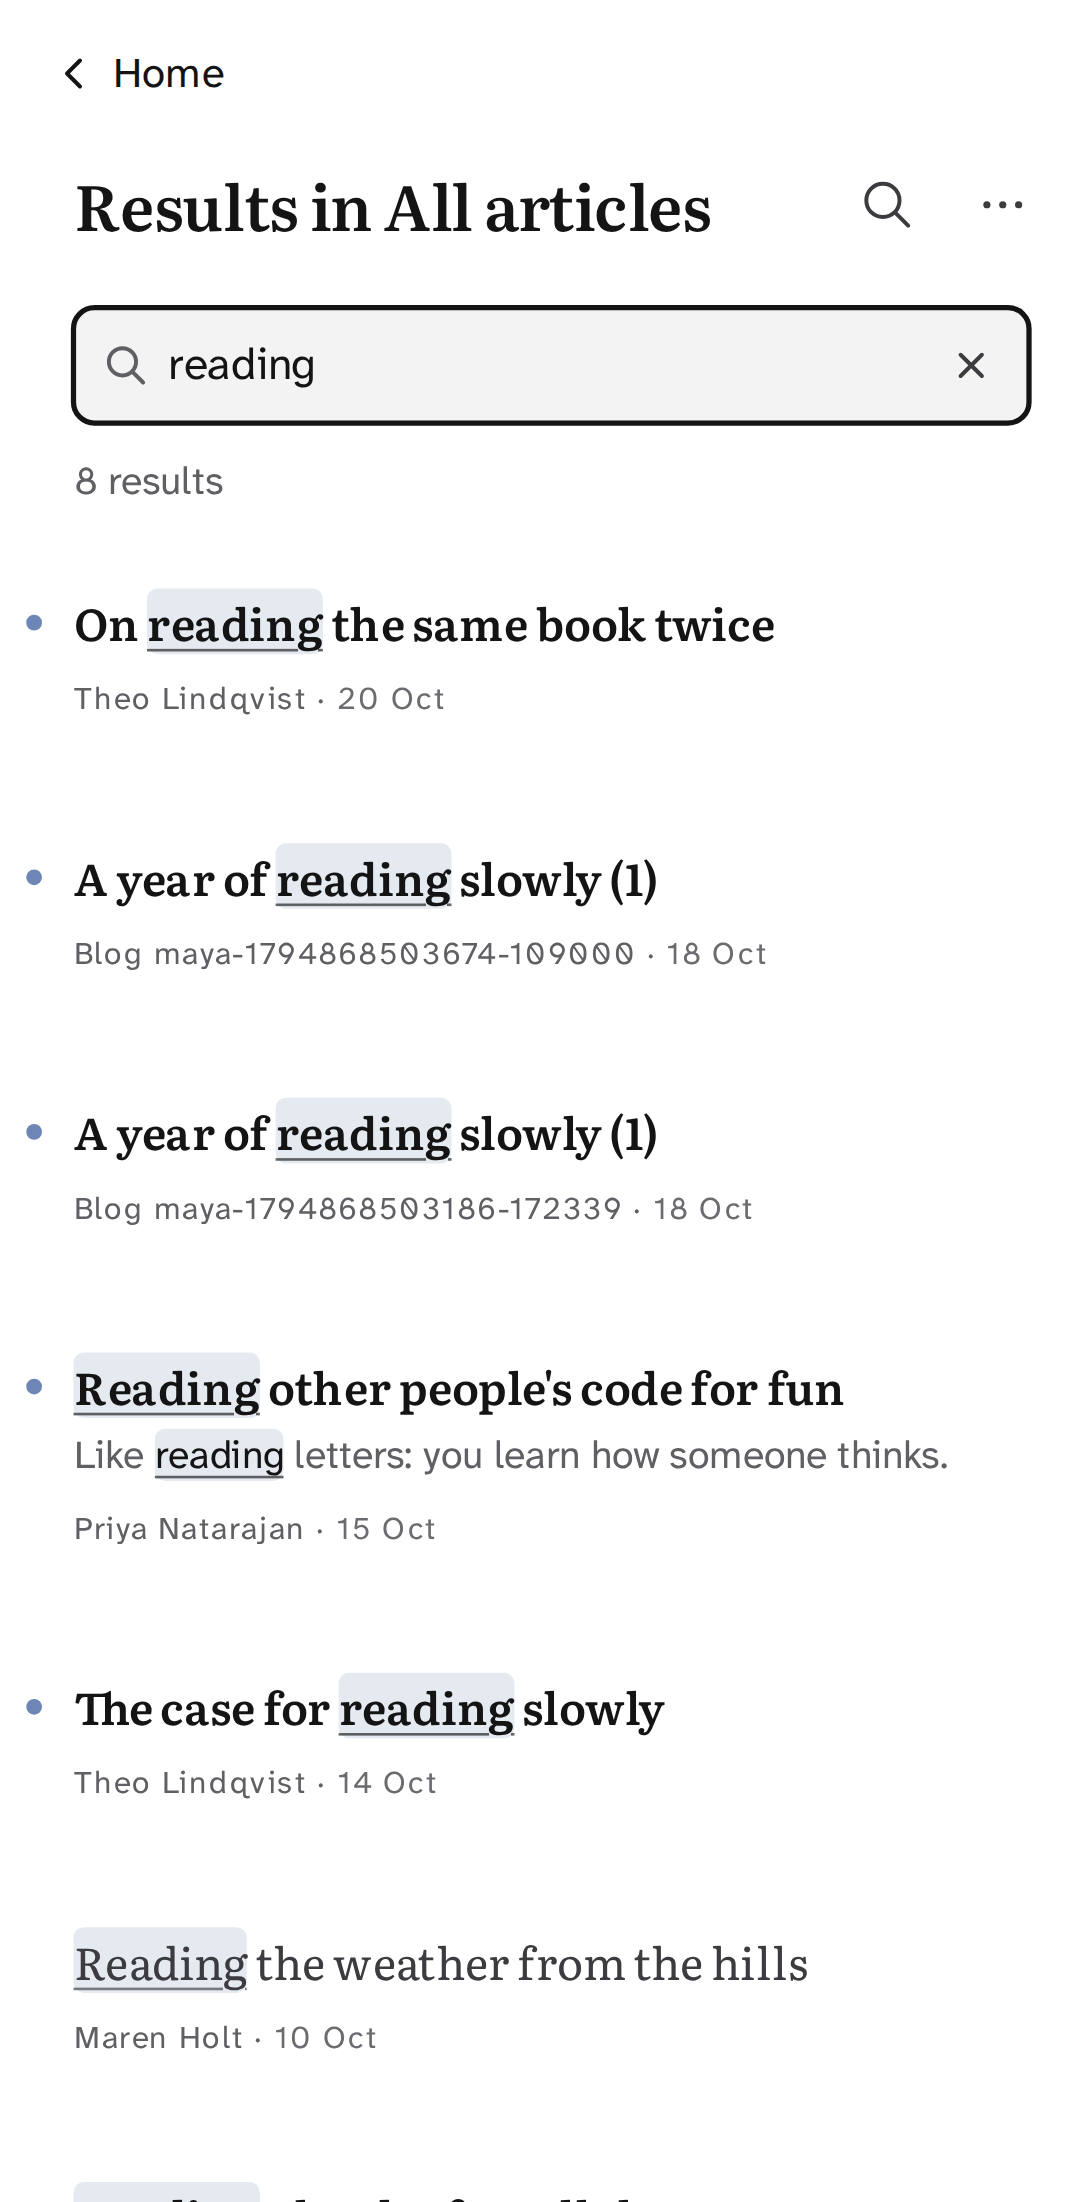 Home
Results in All articles
reading
8 results
On reading the same book twice
Theo Lindqvist · 20 Oct
A year of reading slowly (1)
Blog maya-1794868503674-109000 · 18 Oct
A year of reading slowly (1)
Blog maya-1794868503186-172339 · 18 Oct
Reading other people's code for fun
Like reading letters: you learn how someone thinks.
Priya Natarajan · 15 Oct
The case for reading slowly
Theo Lindqvist · 14 Oct
Reading the weather from the hills
Maren Holt · 10 Oct